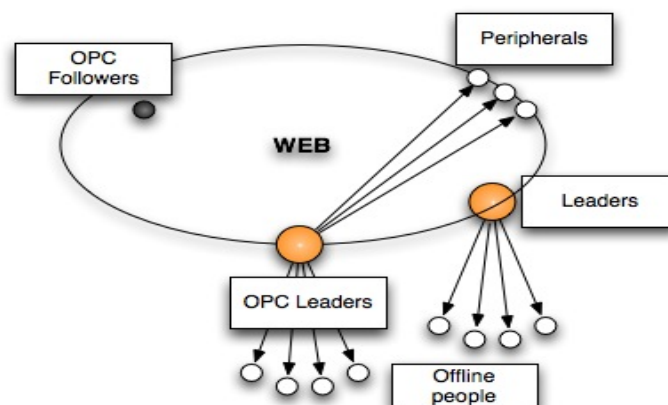 OPC
Followers
Peripherals
WEB
Leaders
OPC Leaders
Offline
people